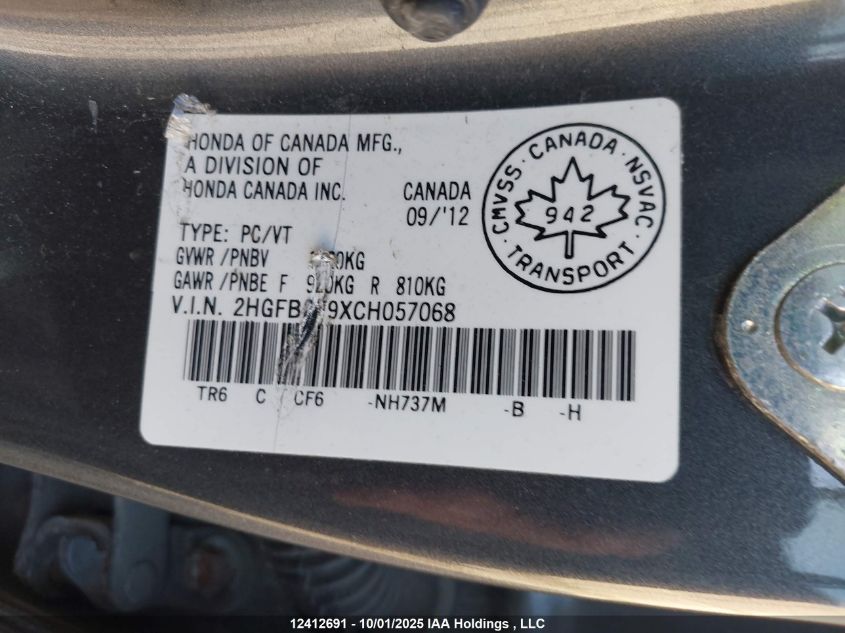 HONDA OF CANADA MFG.,
A DIVISION OF
HONDA CANADA INC.
CANADA
09/'12
TYPE: PC/VT
GVWR /PNBV
GAWR /PNBE F KG R 810KG
V.I.N.
TR6 C CF6 -NH737M -B -H
CMVSS · CANADA · NSVAC
942
· TRANSPORT ·
12412691 - 10/01/2025 IAA Holdings , LLC